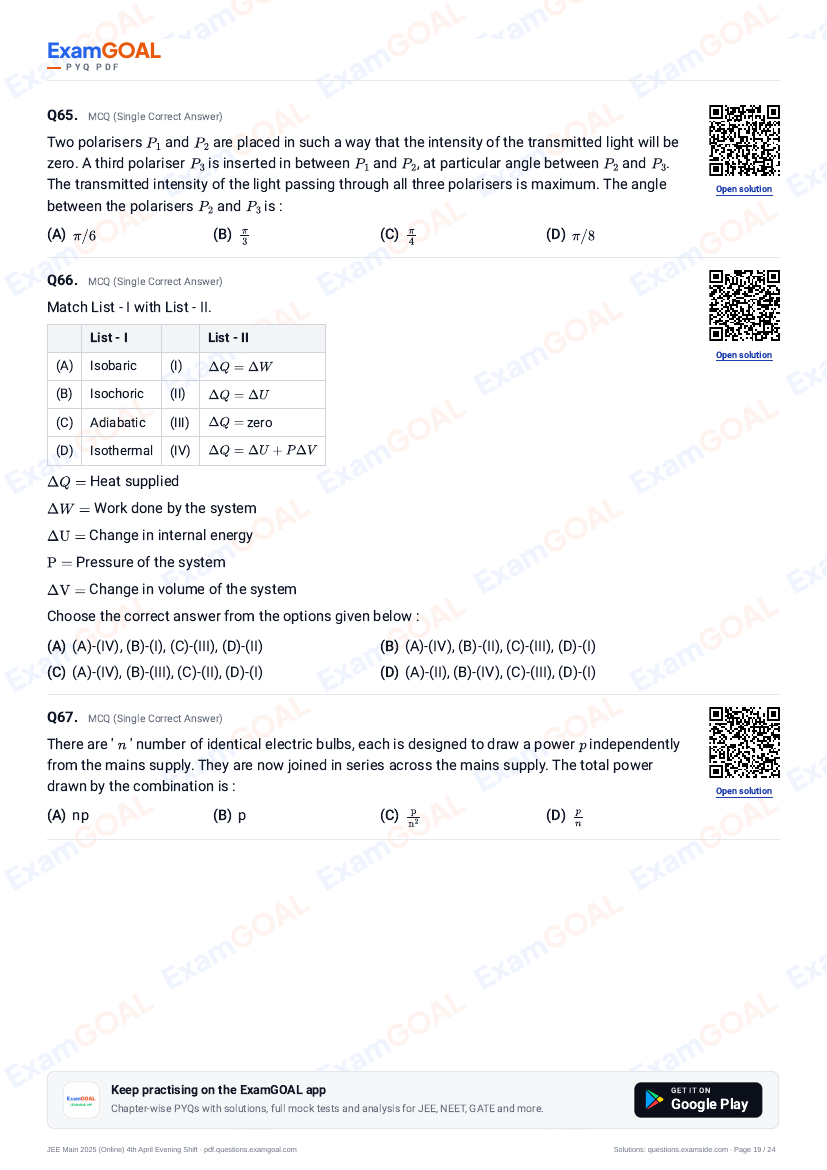 ExamGOAL
PYQ PDF
Q65. MCQ (Single Correct Answer)
Two polarisers P₁ and P₂ are placed in such a way that the intensity of the transmitted light will be
zero. A third polariser P₃ is inserted in between P₁ and P₂, at particular angle between P₂ and P₃.
The transmitted intensity of the light passing through all three polarisers is maximum. The angle
between the polarisers P₂ and P₃ is :
Open solution
(A) π/6 (B) π/3 (C) π/4 (D) π/8
Q66. MCQ (Single Correct Answer)
Match List - I with List - II.
Open solution
List - I List - II
(A) Isobaric (I) ΔQ = ΔW
(B) Isochoric (II) ΔQ = ΔU
(C) Adiabatic (III) ΔQ = zero
(D) Isothermal (IV) ΔQ = ΔU + PΔV
ΔQ = Heat supplied
ΔW = Work done by the system
ΔU = Change in internal energy
P = Pressure of the system
ΔV = Change in volume of the system
Choose the correct answer from the options given below :
(A) (A)-(IV), (B)-(I), (C)-(III), (D)-(II) (B) (A)-(IV), (B)-(II), (C)-(III), (D)-(I)
(C) (A)-(IV), (B)-(III), (C)-(II), (D)-(I) (D) (A)-(II), (B)-(IV), (C)-(III), (D)-(I)
Q67. MCQ (Single Correct Answer)
There are ' n ' number of identical electric bulbs, each is designed to draw a power p independently
from the mains supply. They are now joined in series across the mains supply. The total power
drawn by the combination is :
Open solution
(A) np (B) p (C) p/n² (D) p/n
ExamGOAL
Keep practising on the ExamGOAL app
Chapter-wise PYQs with solutions, full mock tests and analysis for JEE, NEET, GATE and more.
GET IT ON
Google Play
JEE Main 2025 (Online) 4th April Evening Shift · pdf.questions.examgoal.com Solutions: questions.examside.com · Page 19 / 24